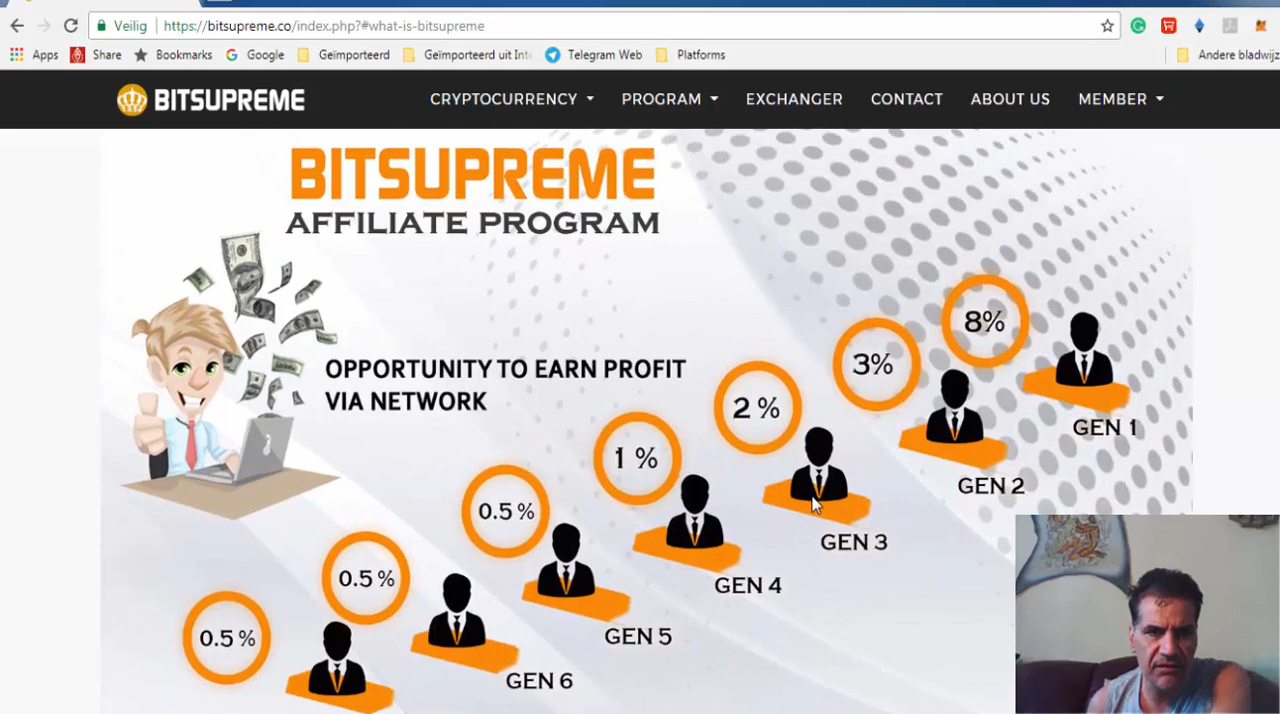 Veilig https://bitsupreme.co/index.php?#what-is-bitsupreme
Apps Share Bookmarks Google Geïmporteerd Geïmporteerd uit Telegram Web Platforms Andere
BITSUPREME CRYPTOCURRENCY PROGRAM EXCHANGER CONTACT ABOUT US MEMBER
BITSUPREME
AFFILIATE PROGRAM
OPPORTUNITY TO EARN PROFIT
VIA NETWORK
8%
GEN 1
3%
GEN 2
2 %
GEN 3
1 %
GEN 4
0.5 %
GEN 5
0.5 %
GEN 6
0.5 %